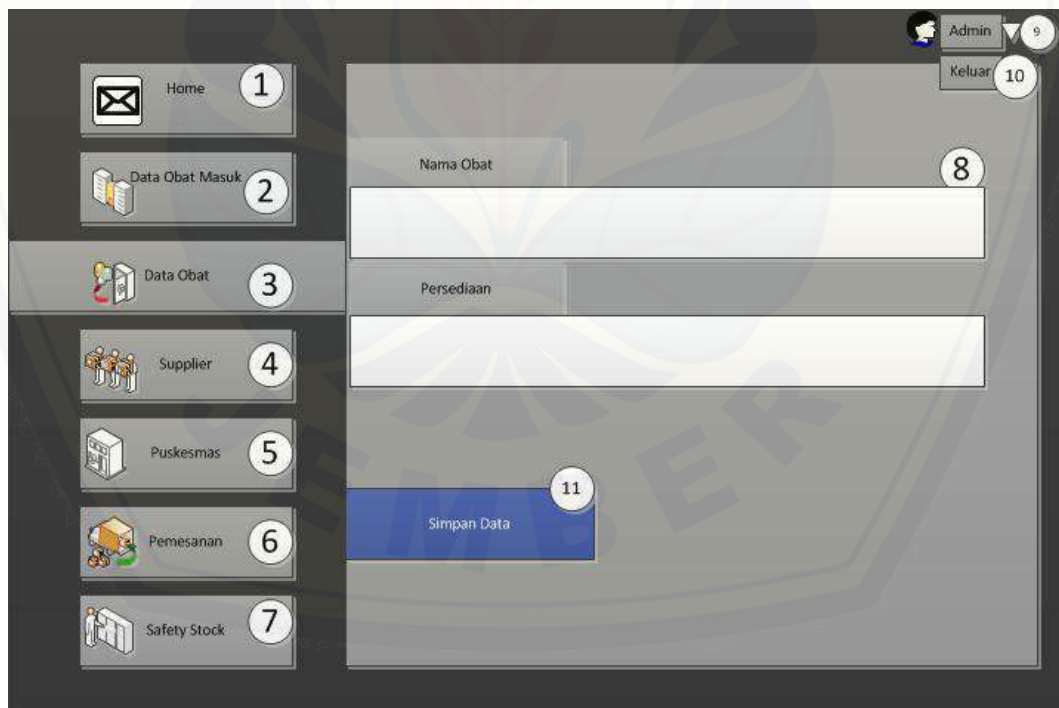 Admin 9
Keluar 10
Home 1
Data Obat Masuk 2
Data Obat 3
Supplier 4
Puskesmas 5
Pemesanan 6
Safety Stock 7
Nama Obat 8
Persediaan
Simpan Data 11
JEMBER